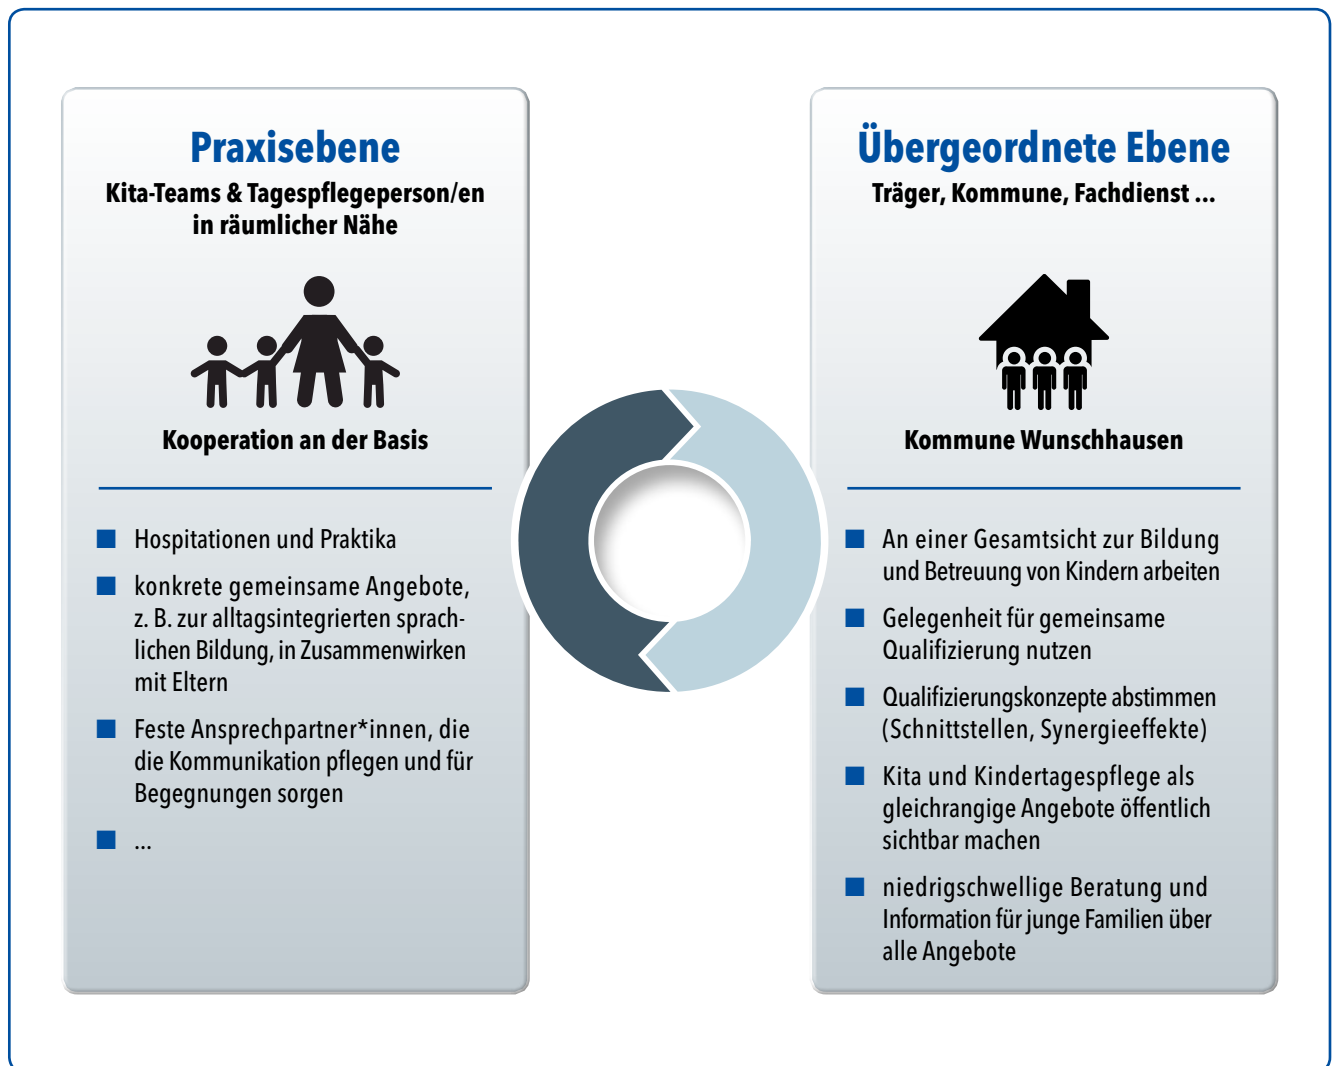 Praxisebene
Kita-Teams & Tagespflegeperson/en
in räumlicher Nähe
Kooperation an der Basis
Hospitationen und Praktika
konkrete gemeinsame Angebote,
z. B. zur alltagsintegrierten sprach-
lichen Bildung, in Zusammenwirken
mit Eltern
Feste Ansprechpartner*innen, die
die Kommunikation pflegen und für
Begegnungen sorgen
...
Übergeordnete Ebene
Träger, Kommune, Fachdienst ...
Kommune Wunschhausen
An einer Gesamtsicht zur Bildung
und Betreuung von Kindern arbeiten
Gelegenheit für gemeinsame
Qualifizierung nutzen
Qualifizierungskonzepte abstimmen
(Schnittstellen, Synergieeffekte)
Kita und Kindertagespflege als
gleichrangige Angebote öffentlich
sichtbar machen
niedrigschwellige Beratung und
Information für junge Familien über
alle Angebote